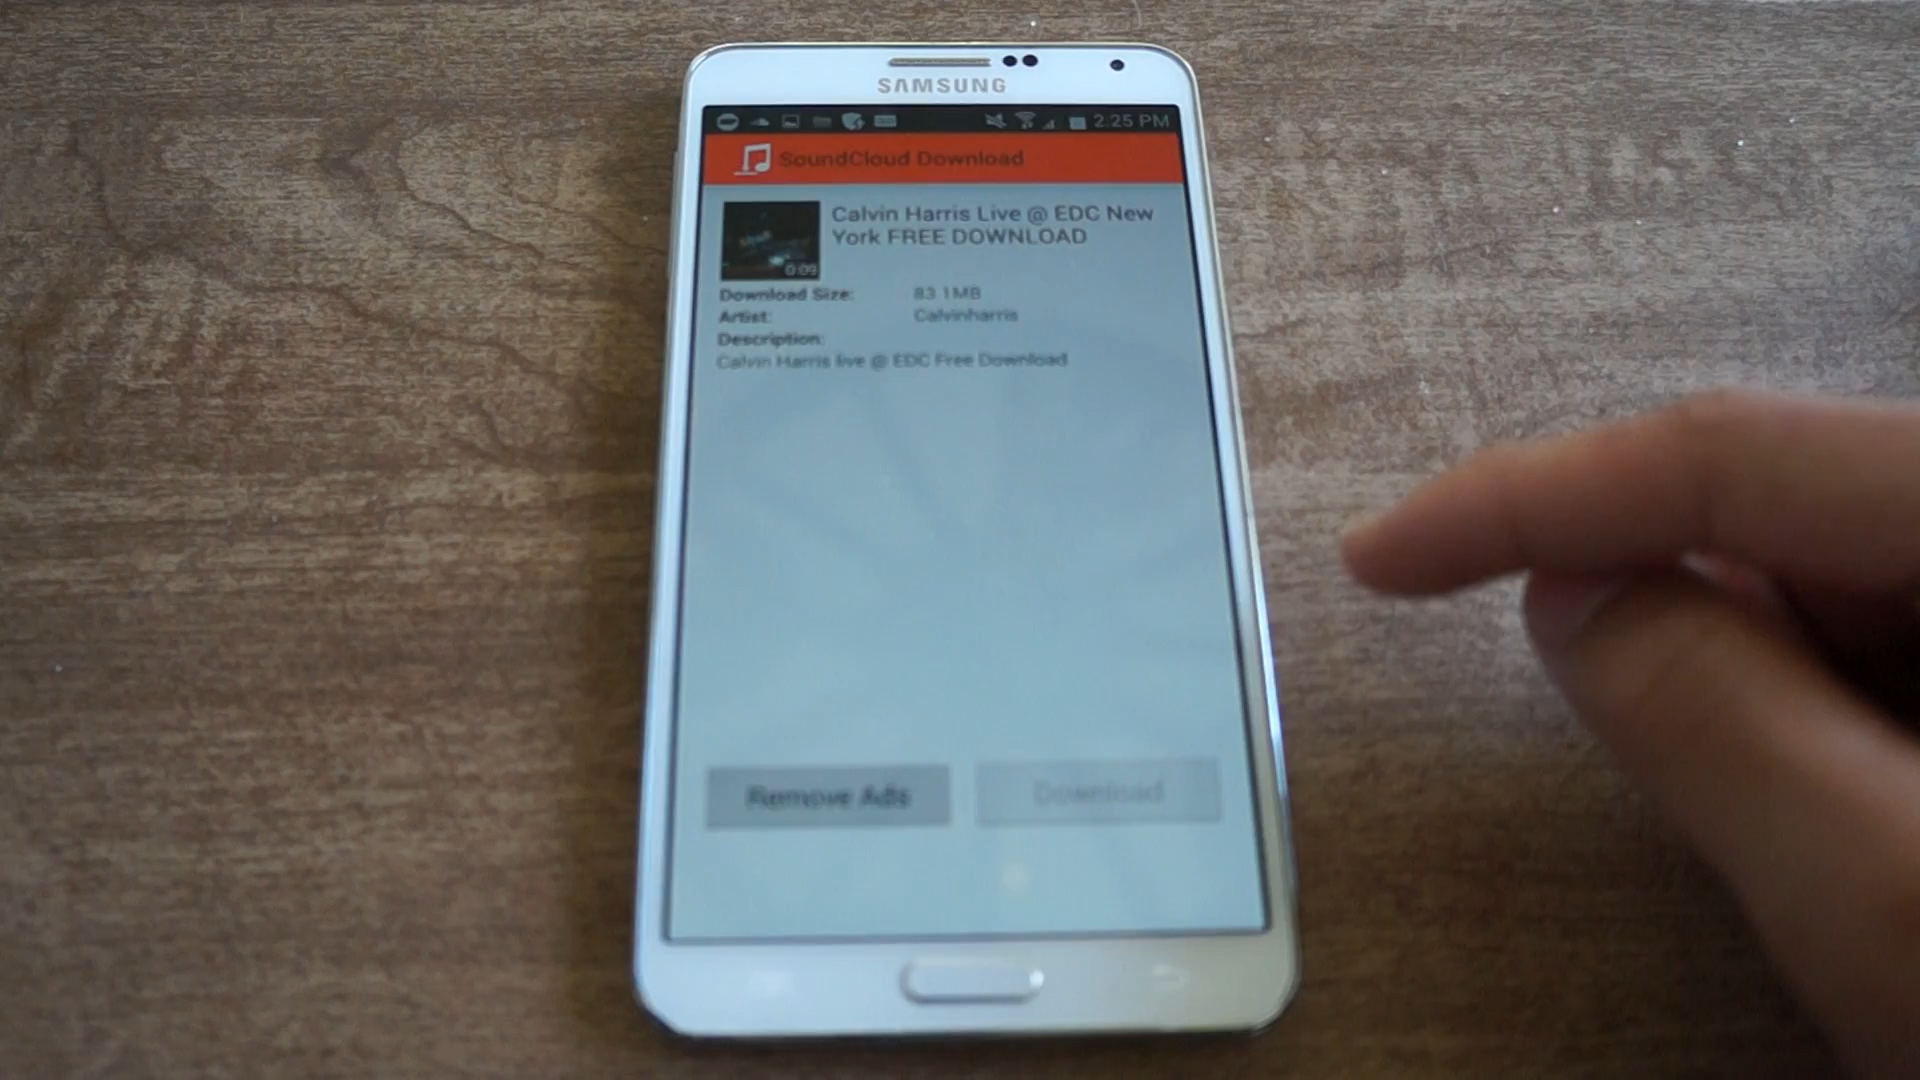 SAMSUNG
2:25 PM
SoundCloud Download
Calvin Harris Live @ EDC New
York FREE DOWNLOAD
0:09
Download Size: 83.1MB
Artist: Calvinharris
Description:
Calvin Harris live @ EDC Free Download
Remove Ads Download